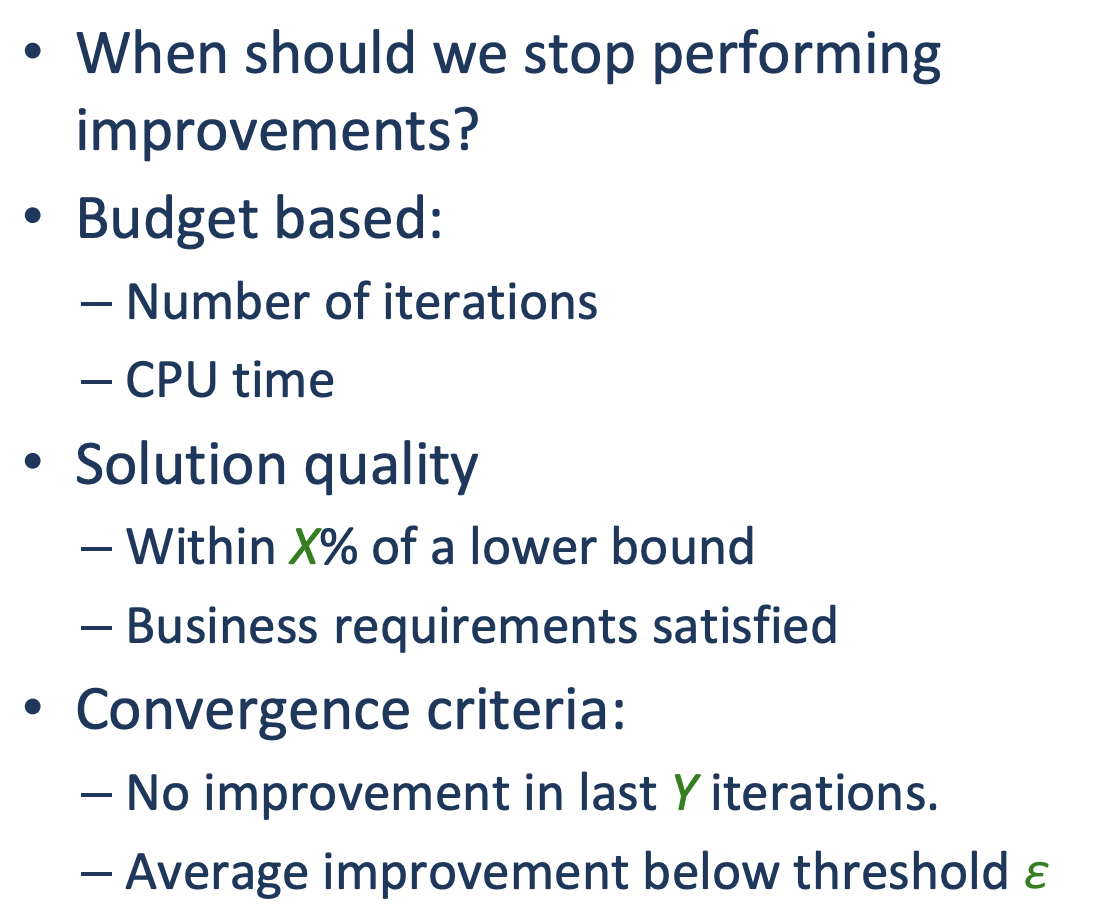 • When should we stop performing
improvements?
• Budget based:
– Number of iterations
– CPU time
• Solution quality
– Within X% of a lower bound
– Business requirements satisfied
• Convergence criteria:
– No improvement in last Y iterations.
– Average improvement below threshold ε